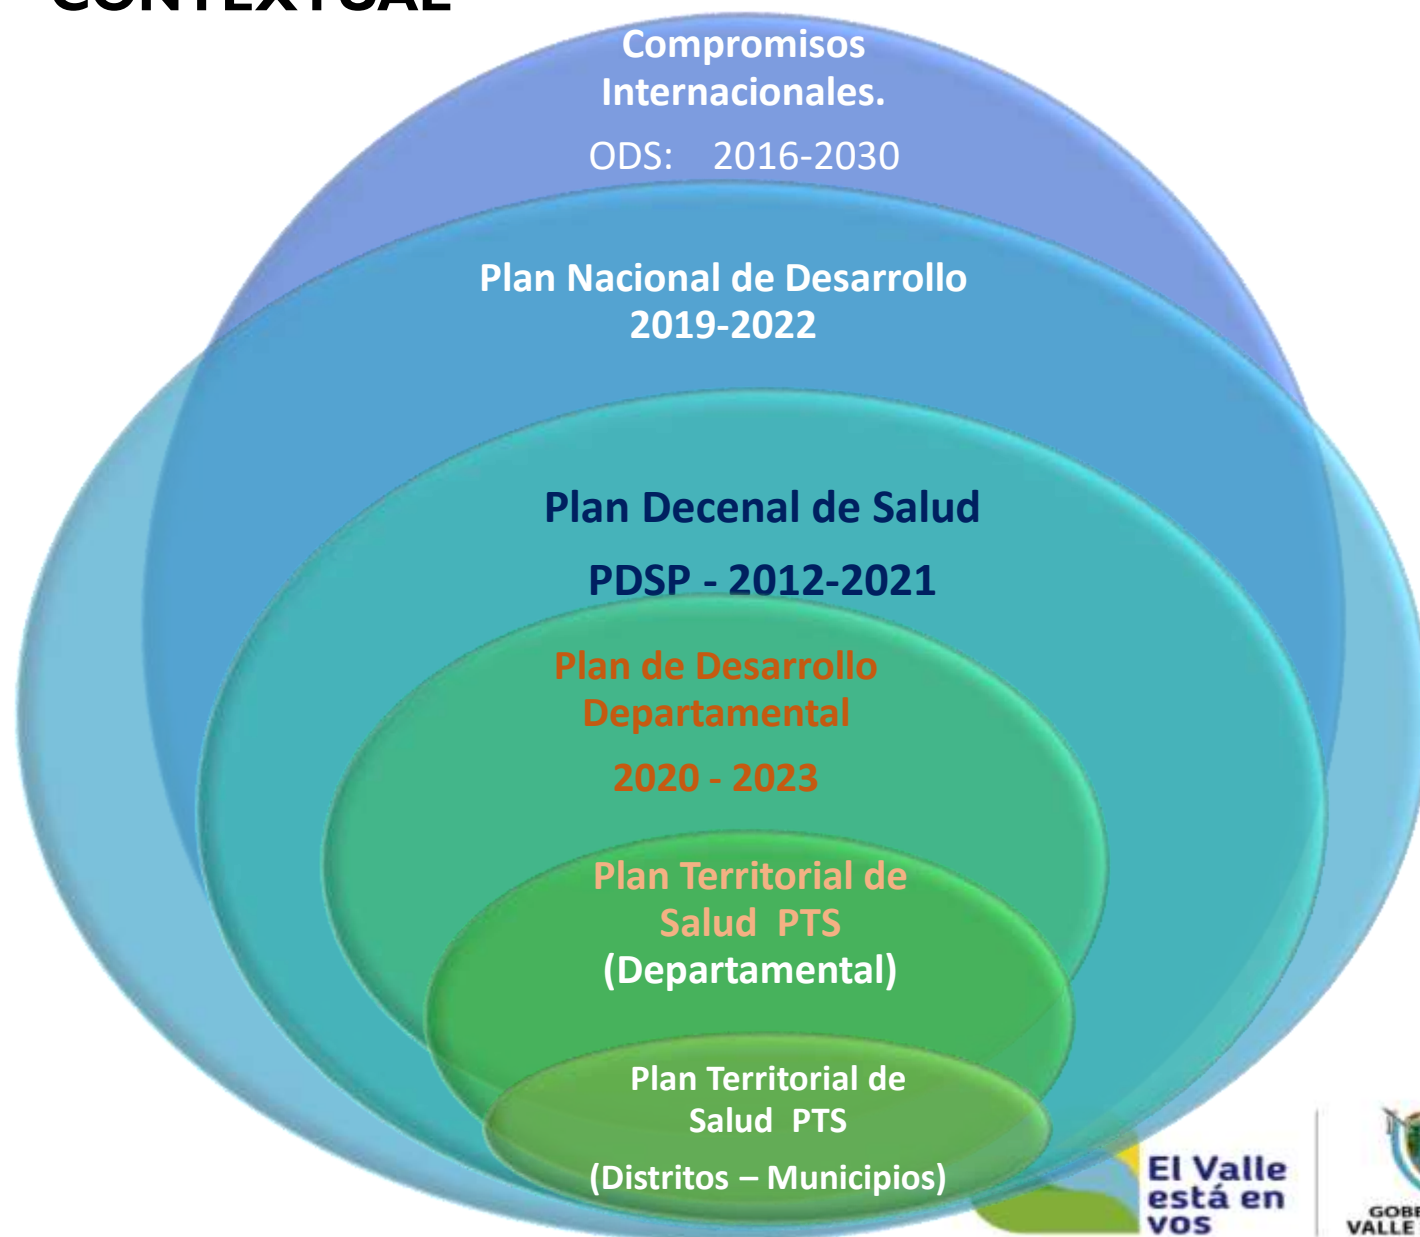 CONTEXTUAL
Compromisos
Internacionales.
ODS: 2016-2030
Plan Nacional de Desarrollo
2019-2022
Plan Decenal de Salud
PDSP - 2012-2021
Plan de Desarrollo
Departamental
2020 - 2023
Plan Territorial de
Salud PTS
(Departamental)
Plan Territorial de
Salud PTS
(Distritos – Municipios)
El Valle
está en
vos
VALLE